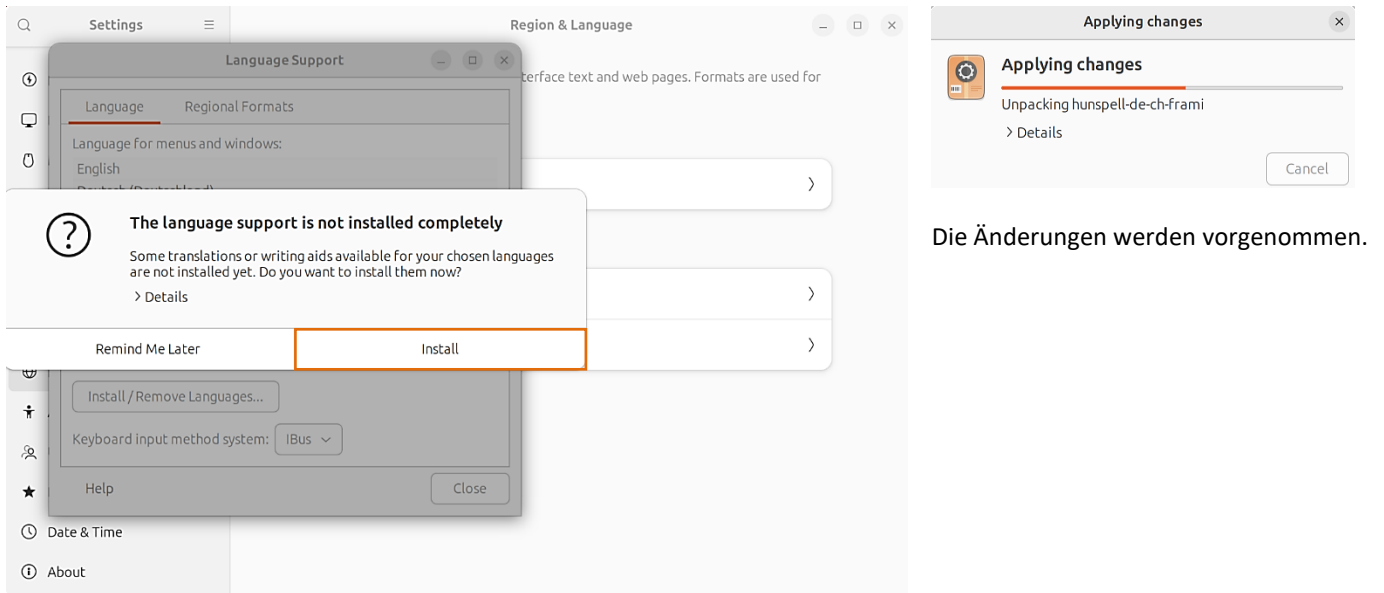 Settings
Region & Language
Language Support
terface text and web pages. Formats are used for
Language
Regional Formats
Language for menus and windows:
English
The language support is not installed completely
Some translations or writing aids available for your chosen languages
are not installed yet. Do you want to install them now?
Details
Remind Me Later
Install
Install / Remove Languages...
Keyboard input method system:
IBus
Help
Close
Date & Time
About
Applying changes
Applying changes
Unpacking hunspell-de-ch-frami
Details
Cancel
Die Änderungen werden vorgenommen.